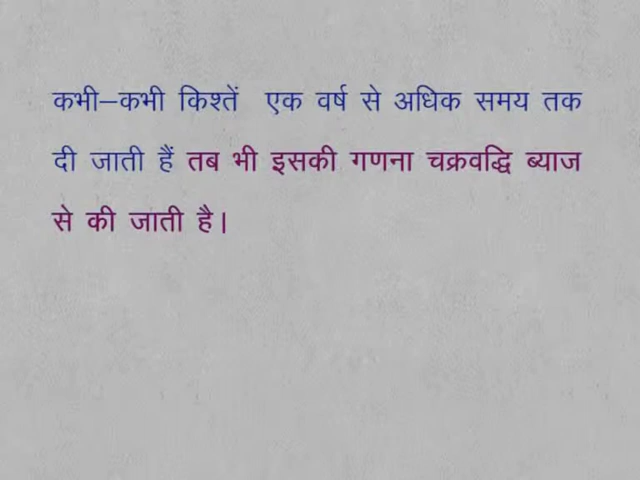 कभी–कभी किश्तें एक वर्ष से अधिक समय तक
दी जाती हैं तब भी इसकी गणना चक्रवद्धि ब्याज
से की जाती है।